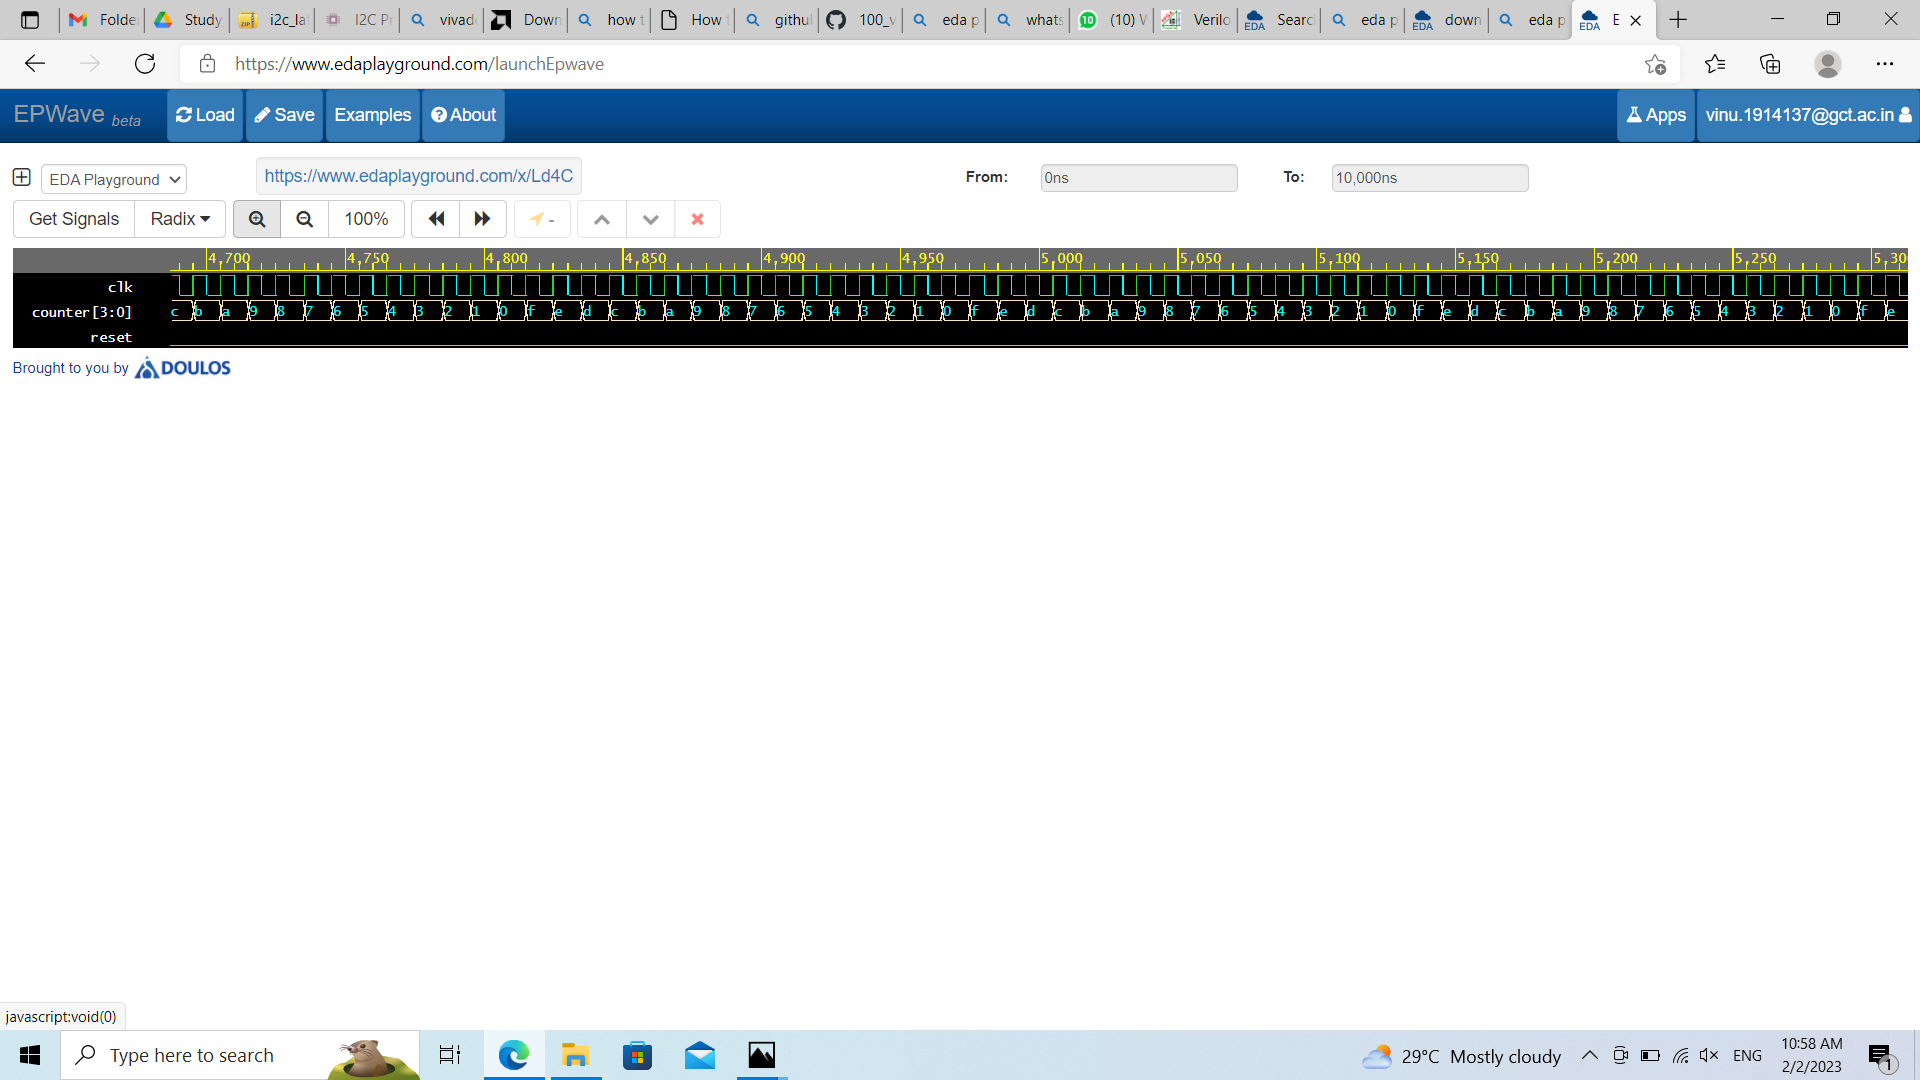 Folde Study i2c_la I2C Pr vivad Down how t How githul 100_v eda p whats (10) V Verilo Searc eda p down eda p E
https://www.edaplayground.com/launchEpwave
EPWave beta Load Save Examples About Apps vinu.1914137@gct.ac.in
EDA Playground https://www.edaplayground.com/x/Ld4C From: 0ns To: 10,000ns
Get Signals Radix 100% -
4,700 4,750 4,800 4,850 4,900 4,950 5,000 5,050 5,100 5,150 5,200 5,250 5,30
clk
counter[3:0] c b a 9 8 7 6 5 4 3 2 1 0 f e d c b a 9 8 7 6 5 4 3 2 1 0 f e d c b a 9 8 7 6 5 4 3 2 1 0 f e d c b a 9 8 7 6 5 4 3 2 1 0 f e
reset
Brought to you by DOULOS
javascript:void(0)
Type here to search 29°C Mostly cloudy ENG 10:58 AM
2/2/2023 1